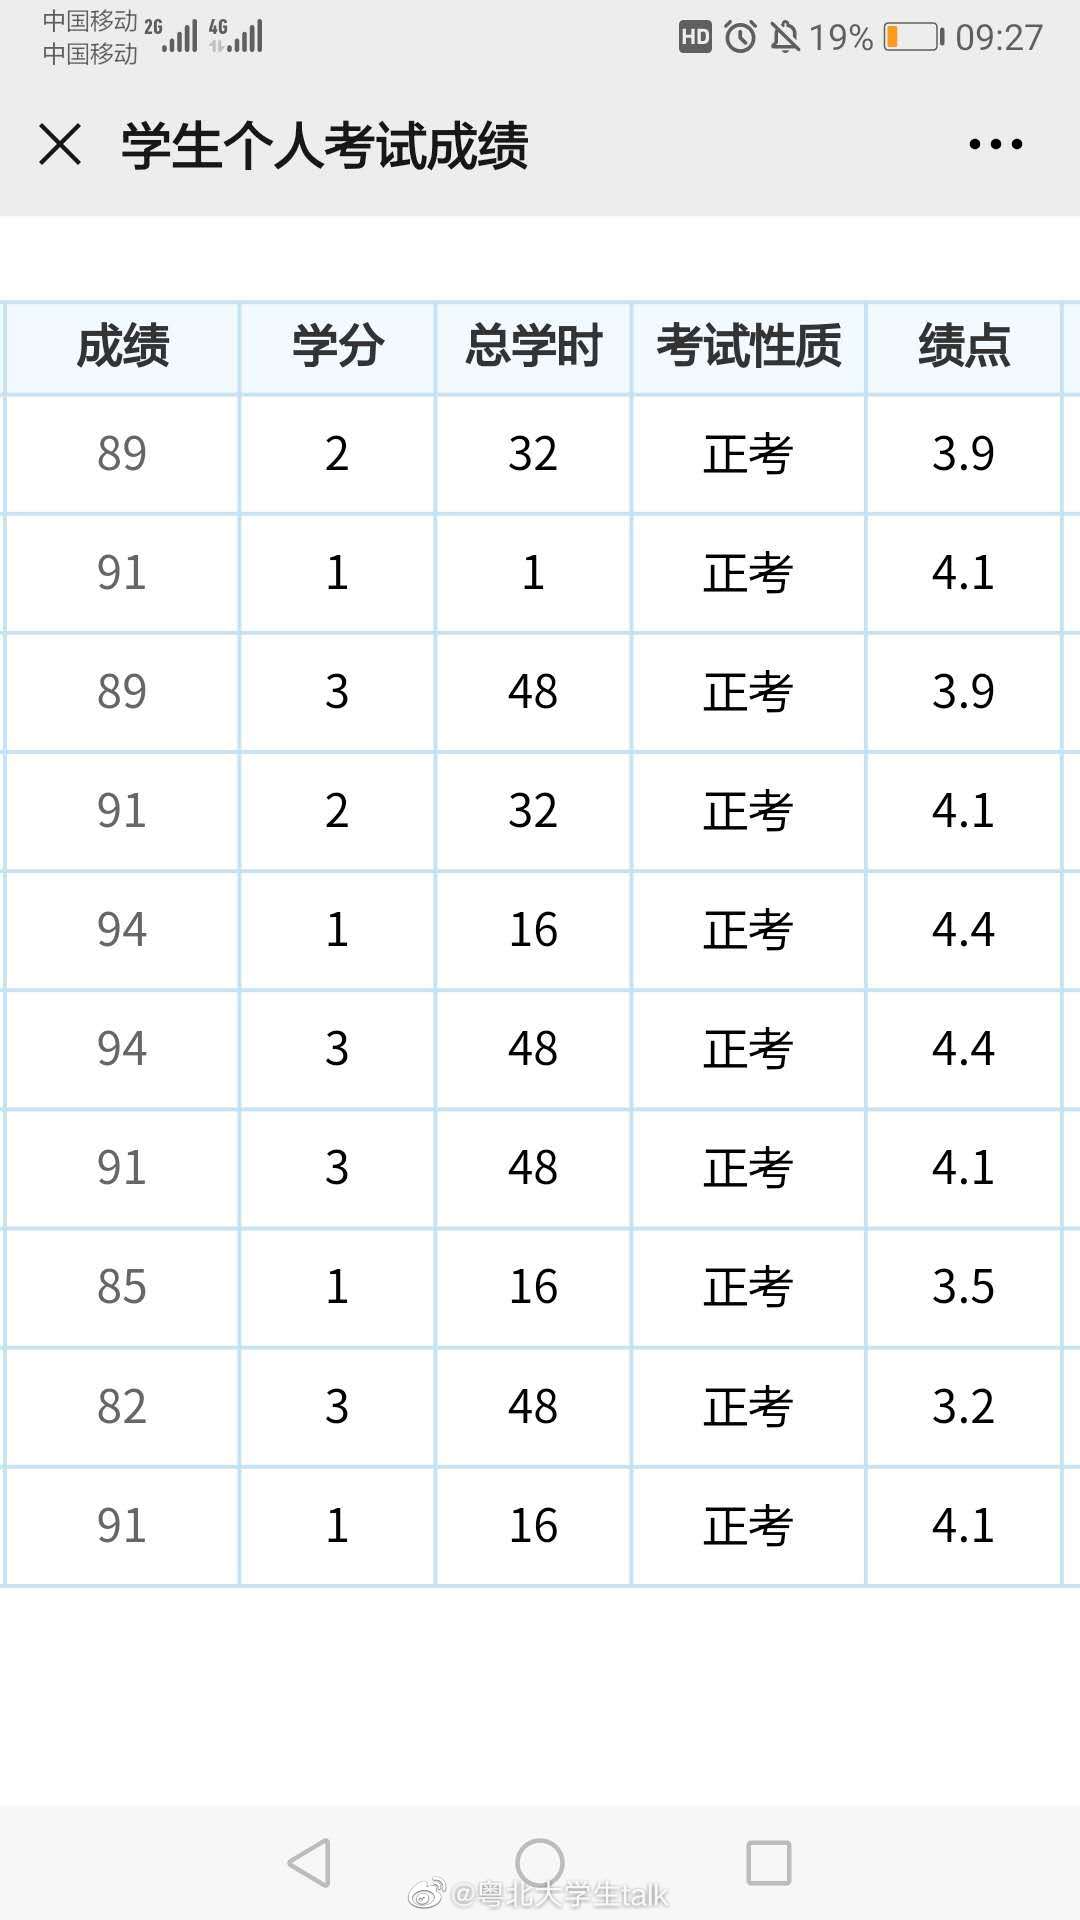 中国移动 2G 4G HD 19% 09:27
中国移动
学生个人考试成绩
成绩 学分 总学时 考试性质 绩点
89 2 32 正考 3.9
91 1 1 正考 4.1
89 3 48 正考 3.9
91 2 32 正考 4.1
94 1 16 正考 4.4
94 3 48 正考 4.4
91 3 48 正考 4.1
85 1 16 正考 3.5
82 3 48 正考 3.2
91 1 16 正考 4.1
@粤北大学生talk